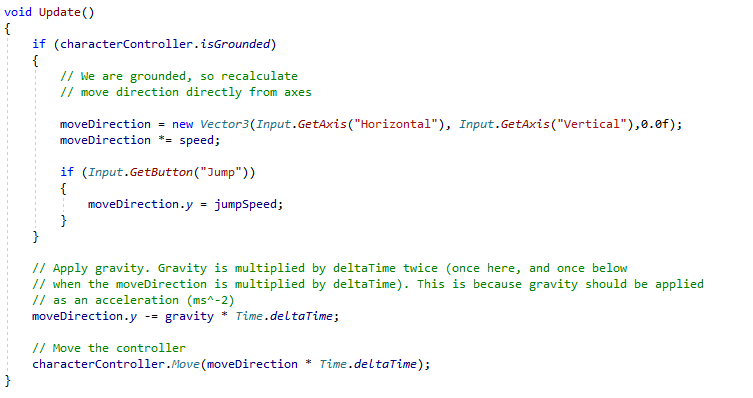 void Update()
{
if (characterController.isGrounded)
{
// We are grounded, so recalculate
// move direction directly from axes
moveDirection = new Vector3(Input.GetAxis("Horizontal"), Input.GetAxis("Vertical"),0.0f);
moveDirection *= speed;
if (Input.GetButton("Jump"))
{
moveDirection.y = jumpSpeed;
}
}
// Apply gravity. Gravity is multiplied by deltaTime twice (once here, and once below
// when the moveDirection is multiplied by deltaTime). This is because gravity should be applied
// as an acceleration (ms^-2)
moveDirection.y -= gravity * Time.deltaTime;
// Move the controller
characterController.Move(moveDirection * Time.deltaTime);
}